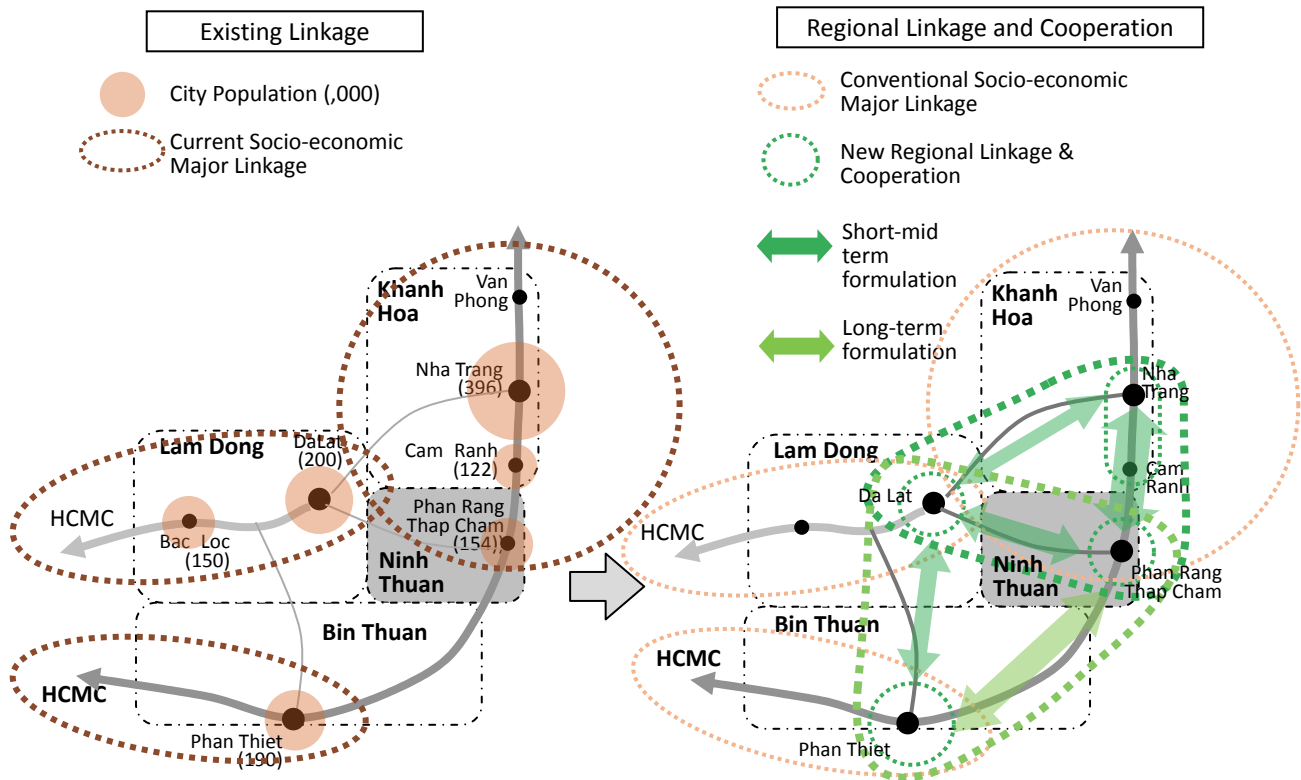 Existing Linkage
City Population (,000)
Current Socio-economic
Major Linkage
Khanh
Hoa
Van
Phong
Nha Trang
(396)
Lam Dong
DaLat
(200)
Cam Ranh
(122)
HCMC
Bac Loc
(150)
Phan Rang
Thap Cham
(154)
Ninh
Thuan
Bin Thuan
HCMC
Phan Thiet
(190)
Regional Linkage and Cooperation
Conventional Socio-economic
Major Linkage
New Regional Linkage &
Cooperation
Short-mid
term
formulation
Long-term
formulation
Khanh
Hoa
Van
Phong
Nha
Trang
Lam Dong
Cam
Ranh
Da Lat
HCMC
Ninh
Thuan
Phan Rang
Thap Cham
Bin Thuan
HCMC
Phan Thiet